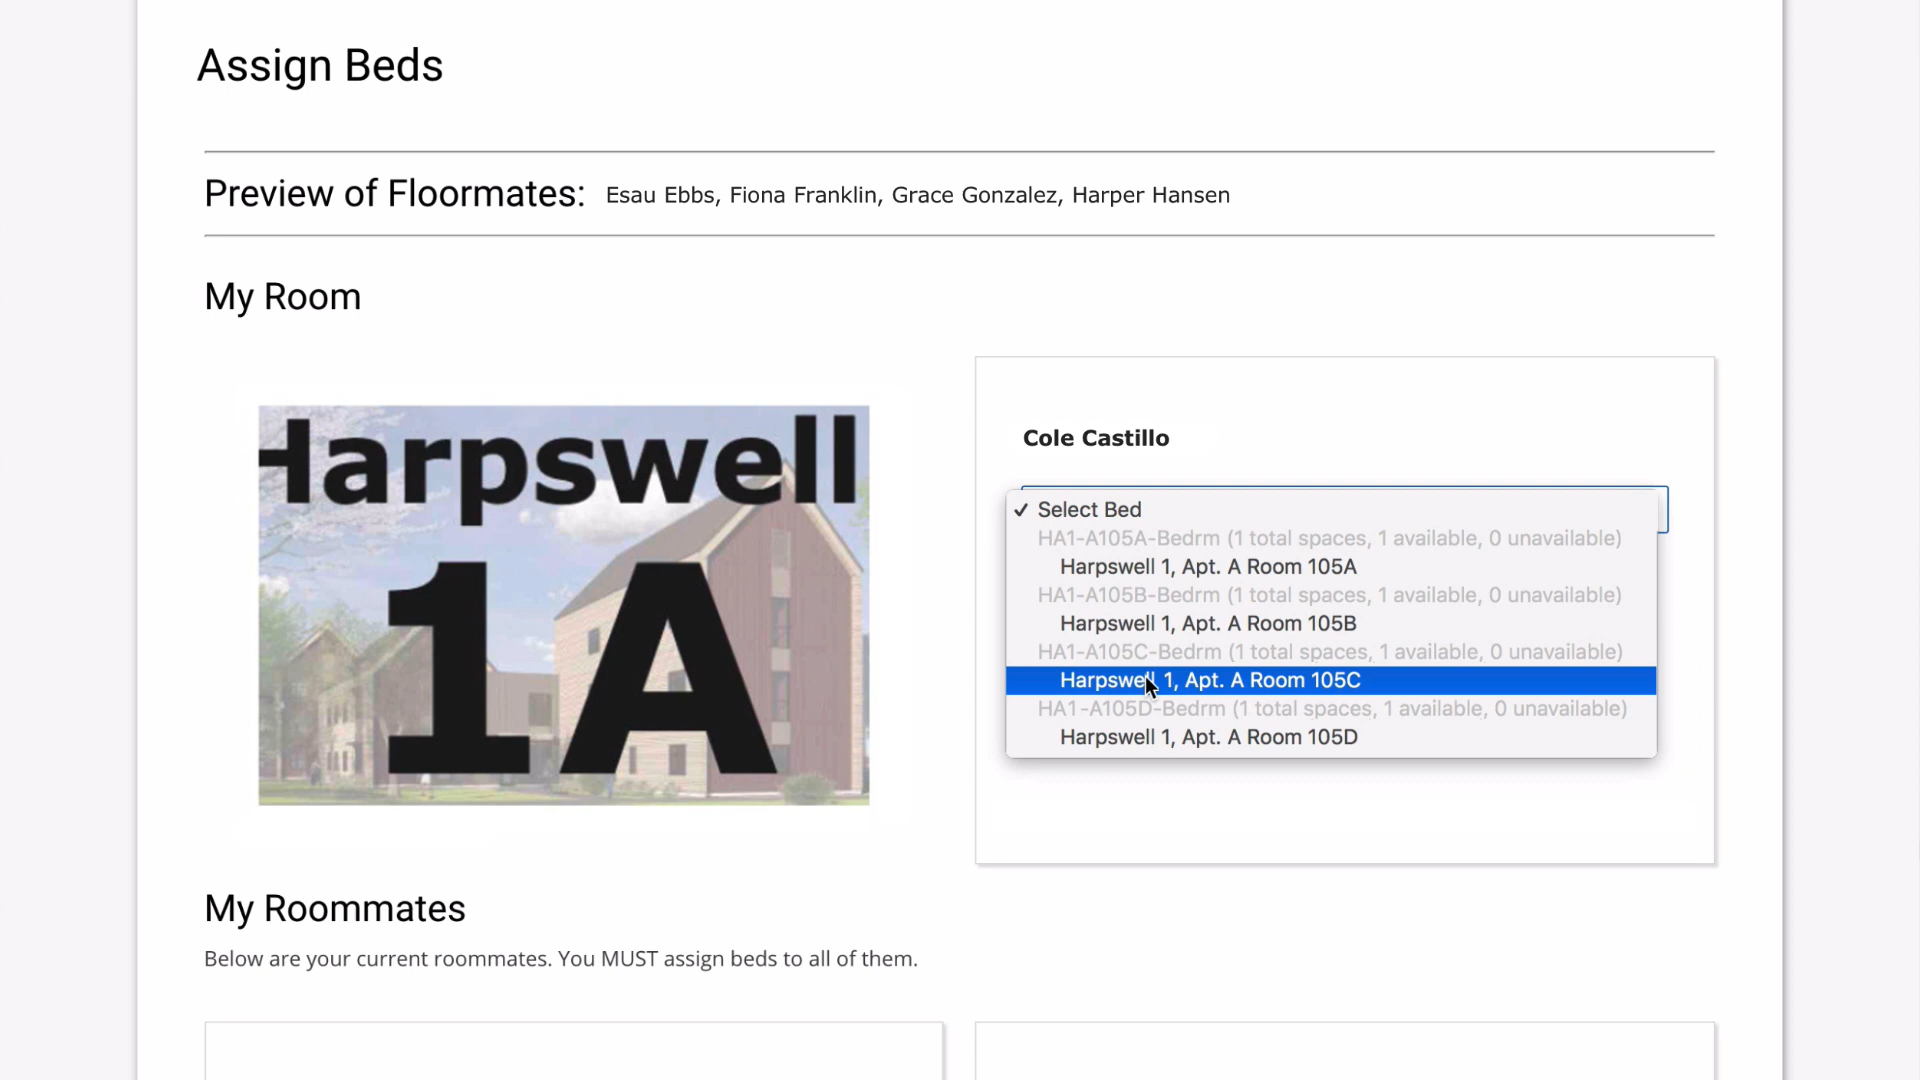 Assign Beds
Preview of Floormates: Esau Ebbs, Fiona Franklin, Grace Gonzalez, Harper Hansen
My Room
Harpswell
1A
Cole Castillo
✓ Select Bed
HA1-A105A-Bedrm (1 total spaces, 1 available, 0 unavailable)
Harpswell 1, Apt. A Room 105A
HA1-A105B-Bedrm (1 total spaces, 1 available, 0 unavailable)
Harpswell 1, Apt. A Room 105B
HA1-A105C-Bedrm (1 total spaces, 1 available, 0 unavailable)
Harpswell 1, Apt. A Room 105C
HA1-A105D-Bedrm (1 total spaces, 1 available, 0 unavailable)
Harpswell 1, Apt. A Room 105D
My Roommates
Below are your current roommates. You MUST assign beds to all of them.